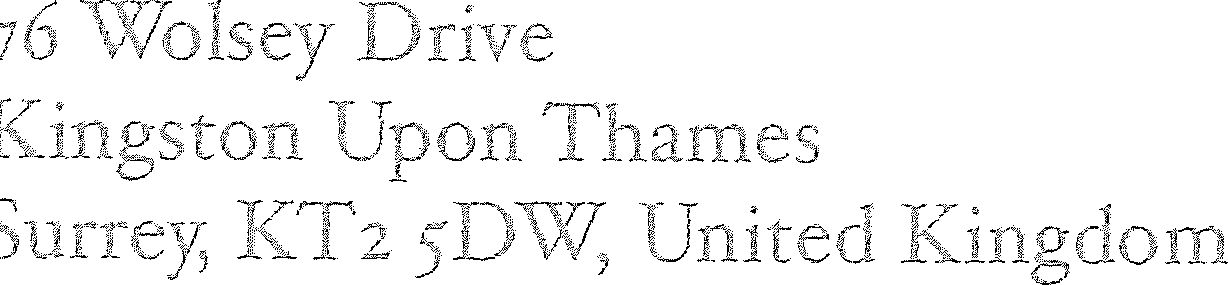 76 Wolsey Drive
Kingston Upon Thames
Surrey, KT2 5DW, United Kingdom